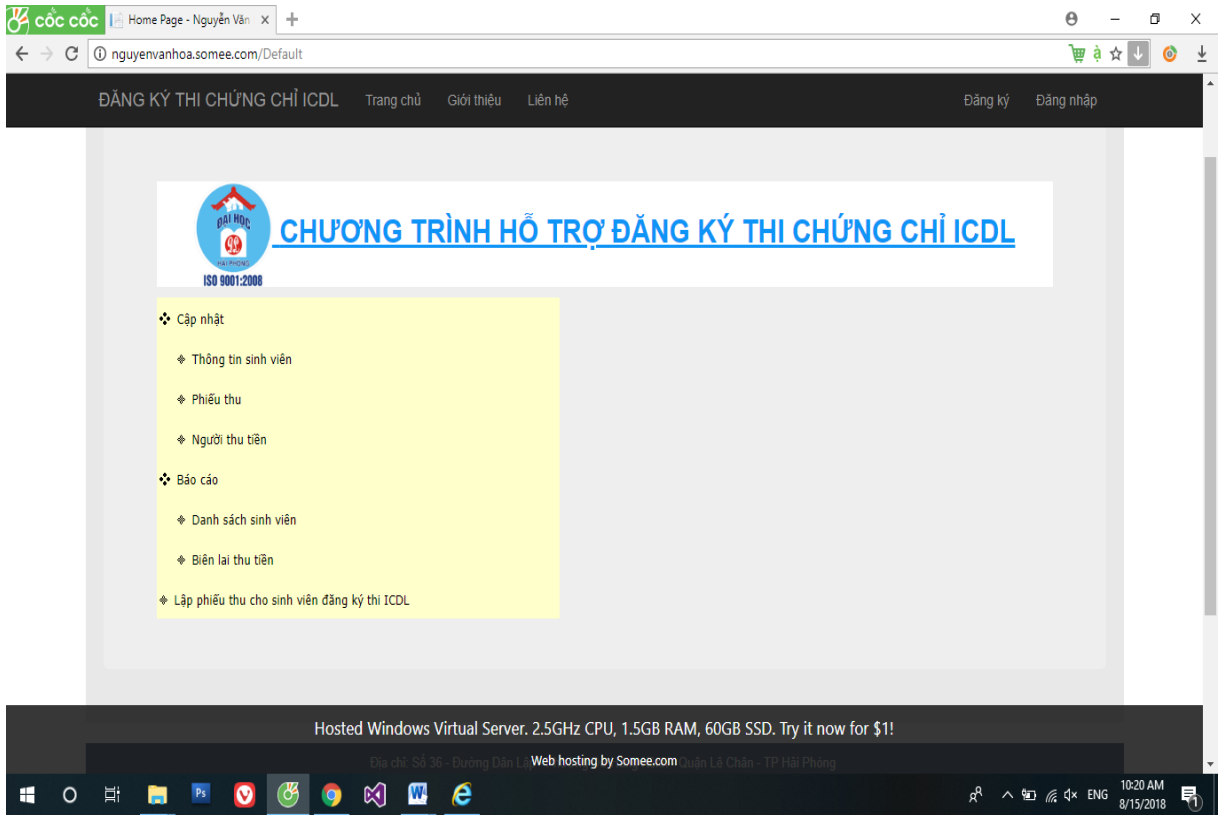 cốc cốc Home Page - Nguyễn Văn
nguyenvanhoa.somee.com/Default
ĐĂNG KÝ THI CHỨNG CHỈ ICDL Trang chủ Giới thiệu Liên hệ Đăng ký Đăng nhập
ĐẠI HỌC
HẢI PHÒNG
ISO 9001:2008
CHƯƠNG TRÌNH HỖ TRỢ ĐĂNG KÝ THI CHỨNG CHỈ ICDL
Cập nhật
Thông tin sinh viên
Phiếu thu
Người thu tiền
Báo cáo
Danh sách sinh viên
Biên lai thu tiền
Lập phiếu thu cho sinh viên đăng ký thi ICDL
Hosted Windows Virtual Server. 2.5GHz CPU, 1.5GB RAM, 60GB SSD. Try it now for $1!
Web hosting by Somee.com
Địa chỉ: Số 36 - Đường Dân Quận Lê Chân - TP Hải Phòng
Ps
W
ENG
10:20 AM
8/15/2018
1